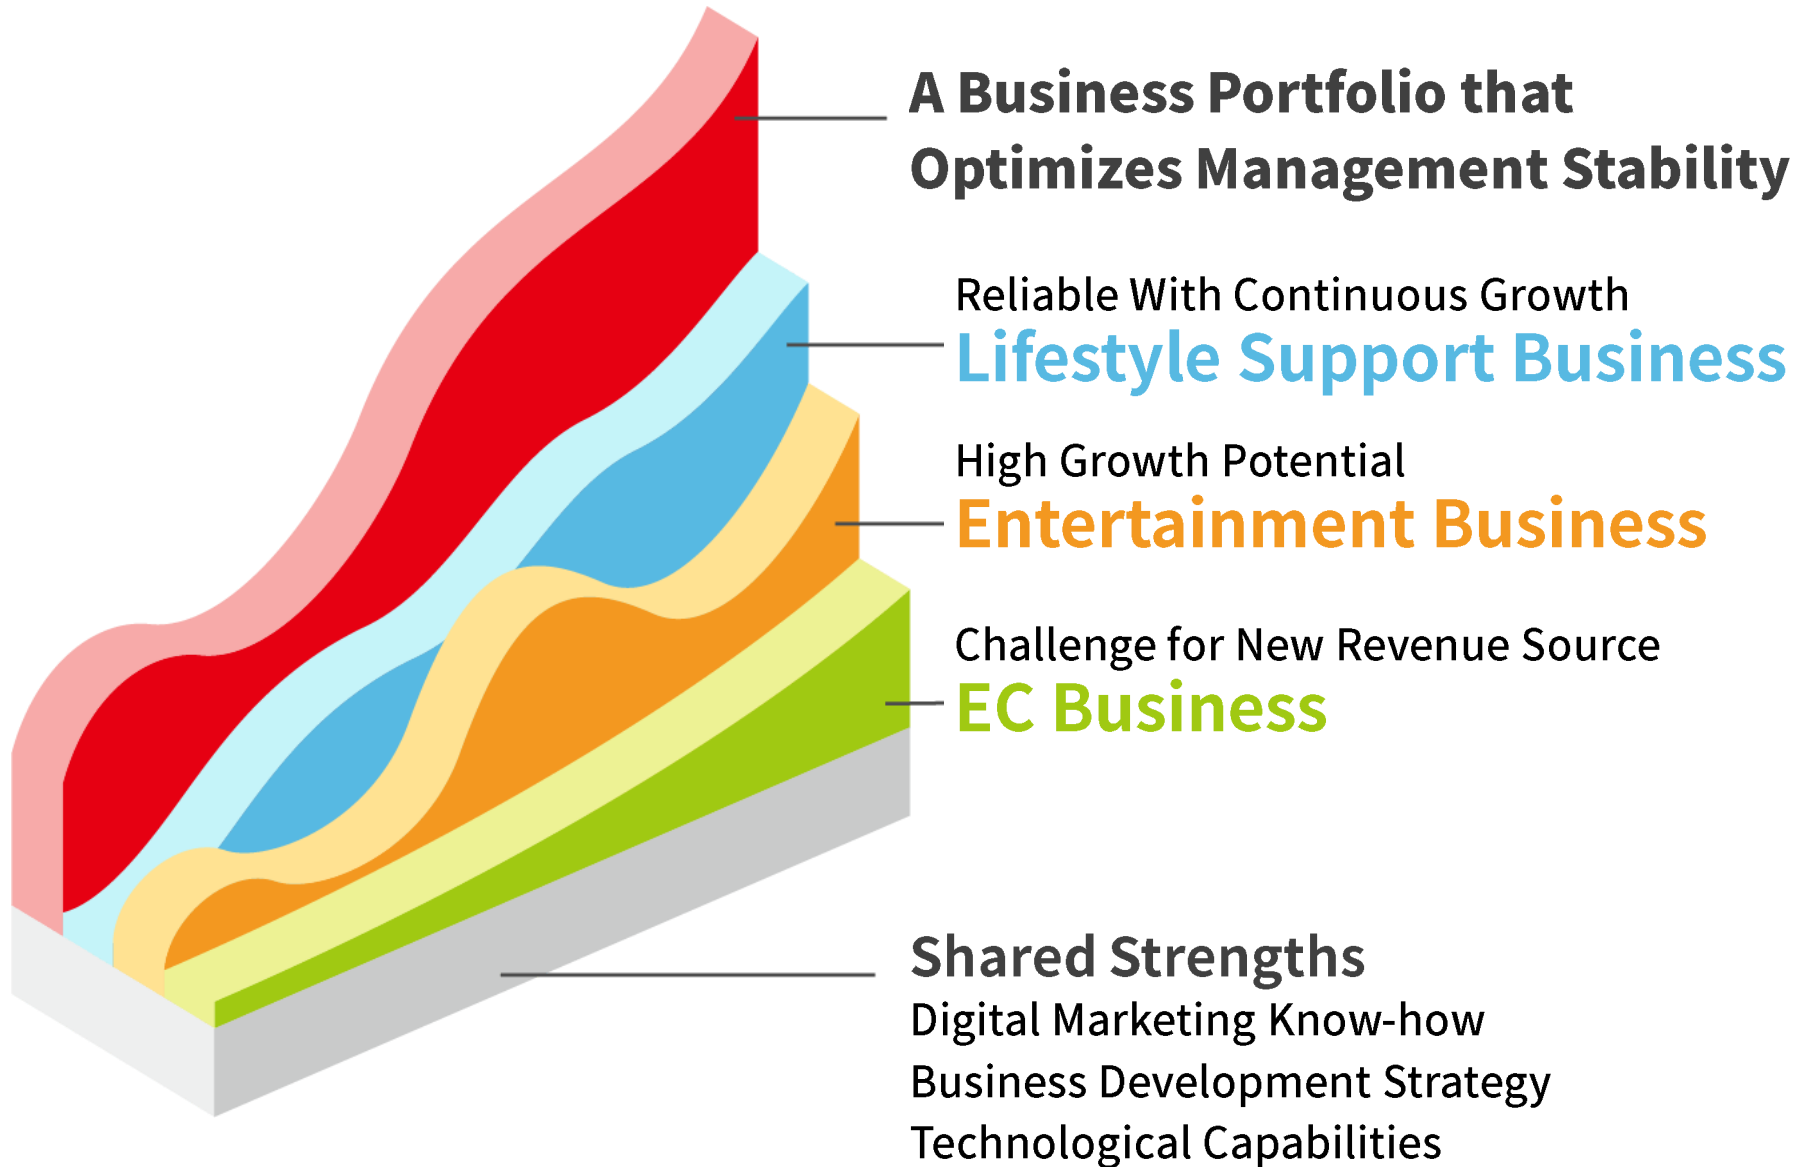 A Business Portfolio that
Optimizes Management Stability
Reliable With Continuous Growth
Lifestyle Support Business
High Growth Potential
Entertainment Business
Challenge for New Revenue Source
EC Business
Shared Strengths
Digital Marketing Know-how
Business Development Strategy
Technological Capabilities